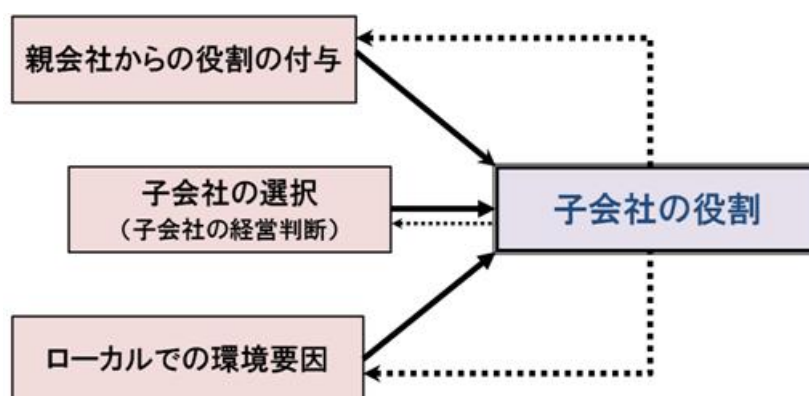 親会社からの役割の付与
子会社の選択
（子会社の経営判断）
子会社の役割
ローカルでの環境要因